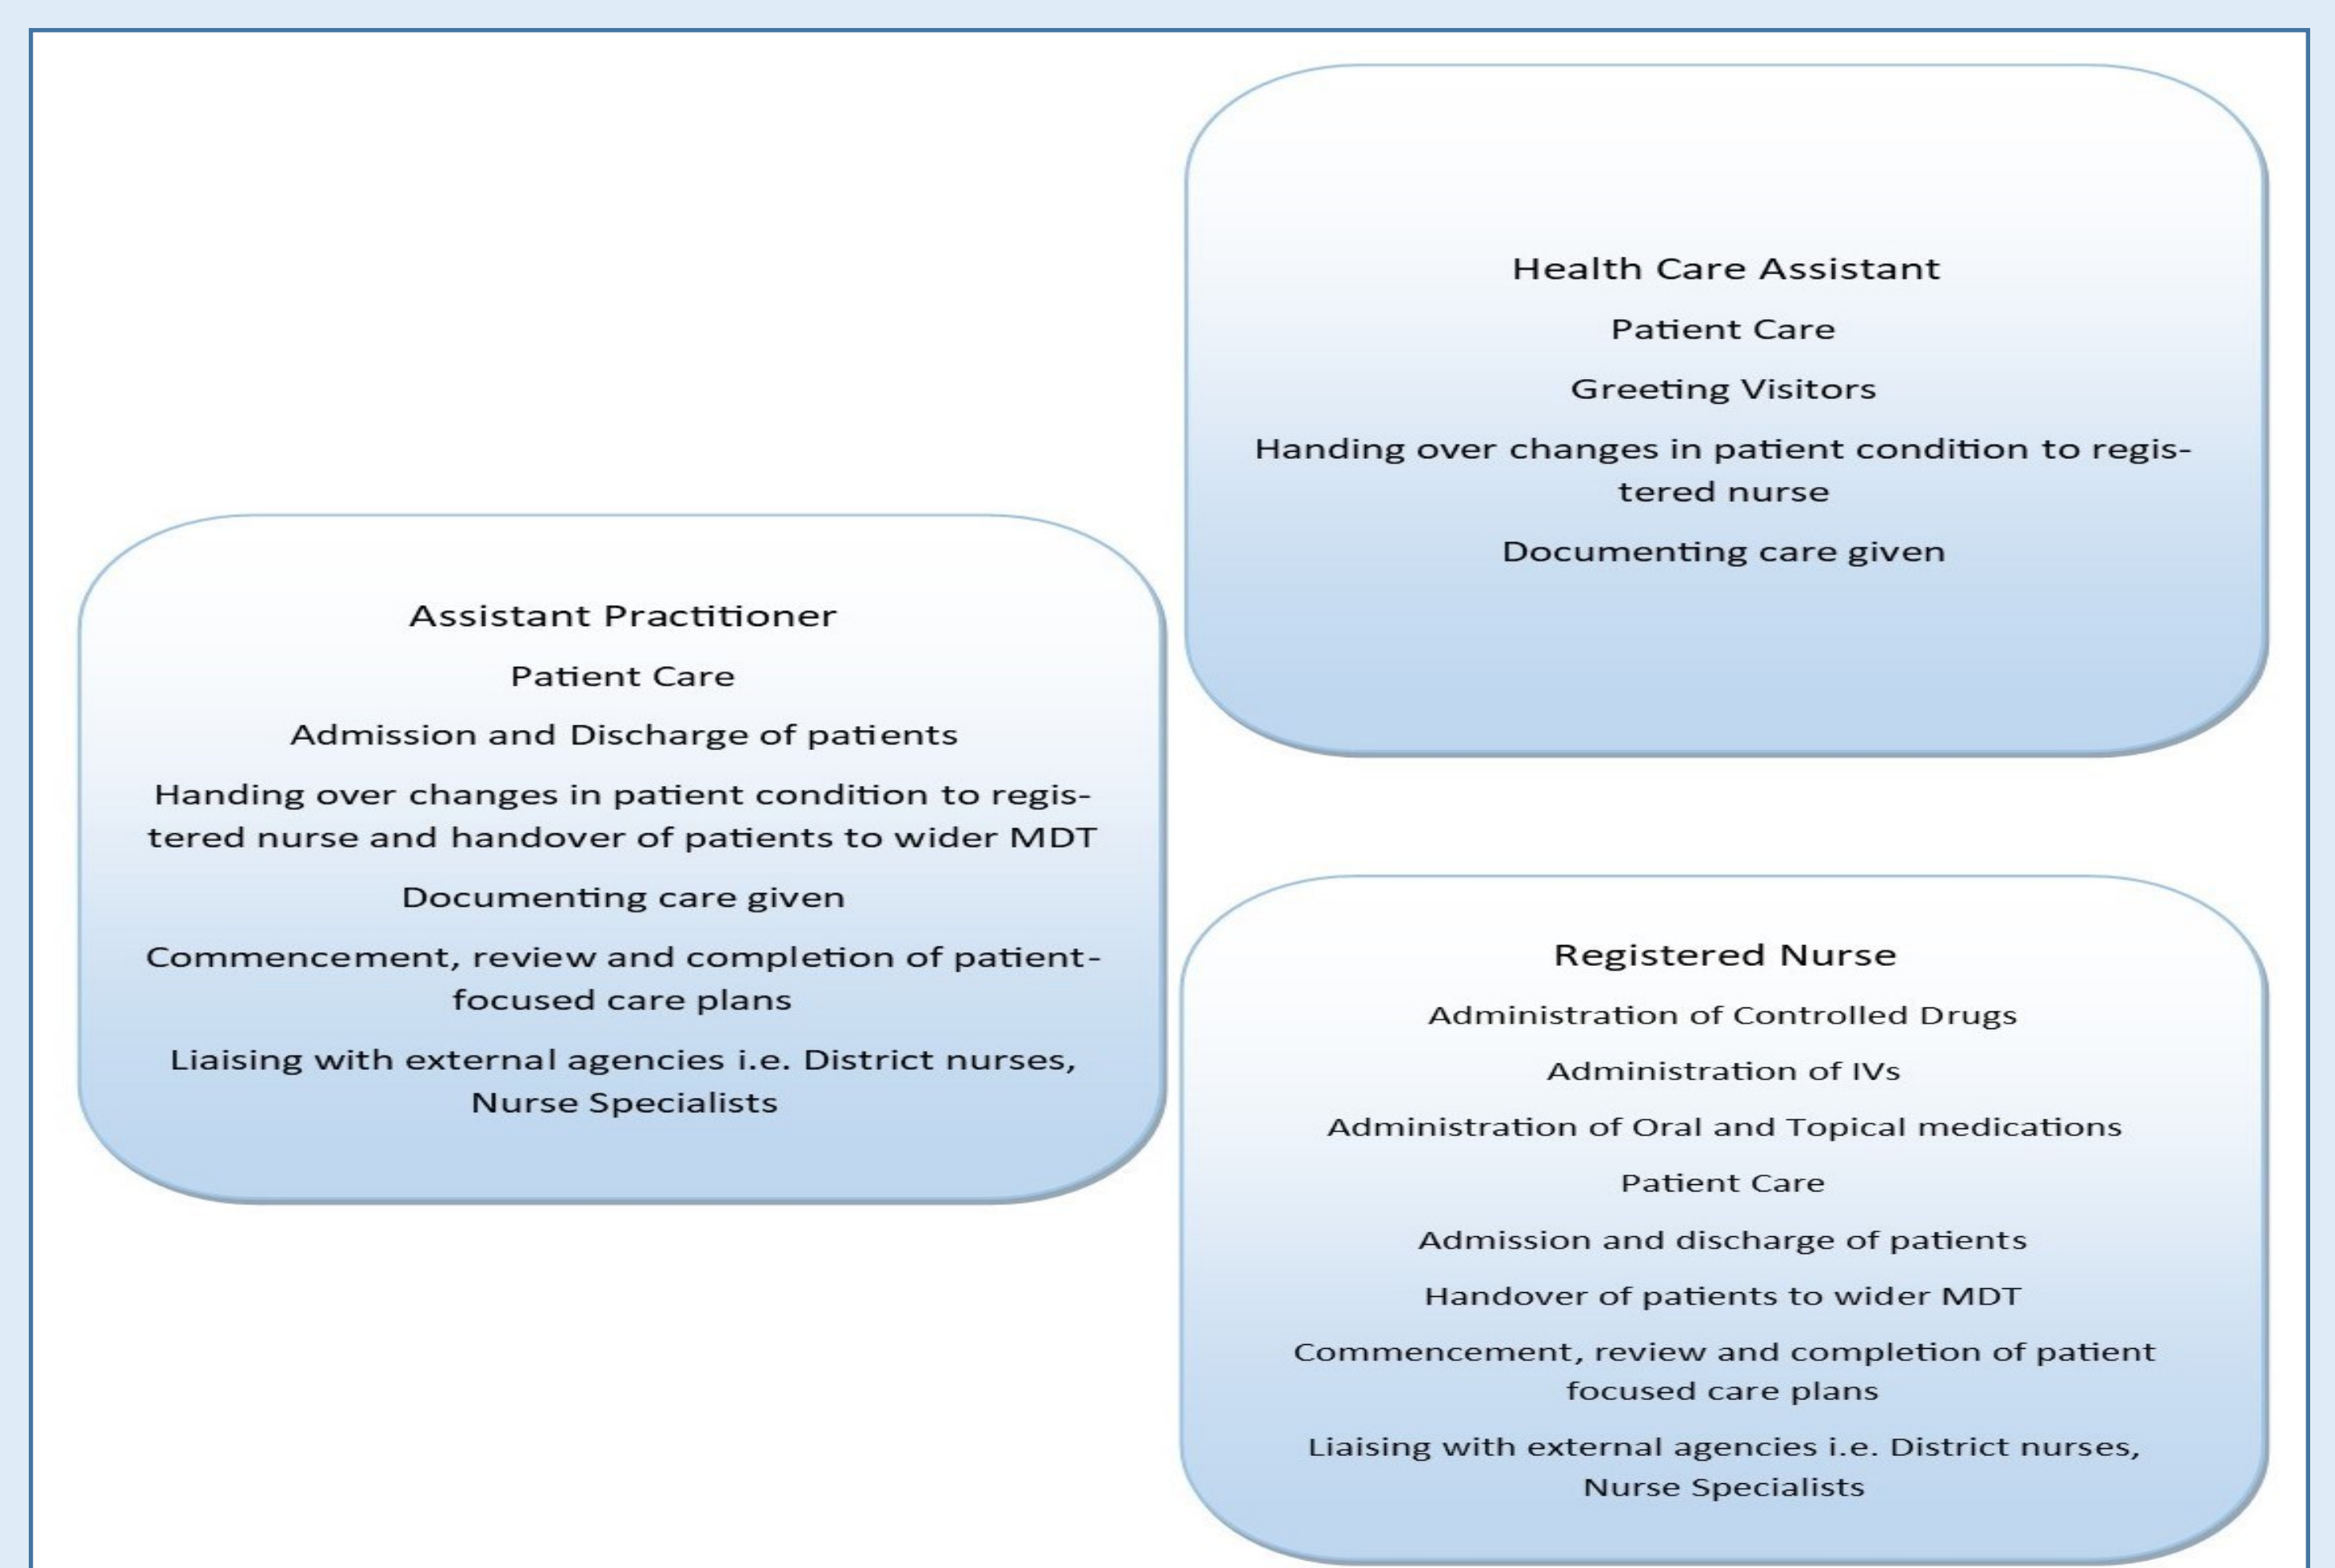 Health Care Assistant
Patient Care
Greeting Visitors
Handing over changes in patient condition to regis-
tered nurse
Documenting care given
Assistant Practitioner
Patient Care
Admission and Discharge of patients
Handing over changes in patient condition to regis-
tered nurse and handover of patients to wider MDT
Documenting care given
Commencement, review and completion of patient-
focused care plans
Liaising with external agencies i.e. District nurses,
Nurse Specialists
Registered Nurse
Administration of Controlled Drugs
Administration of IVs
Administration of Oral and Topical medications
Patient Care
Admission and discharge of patients
Handover of patients to wider MDT
Commencement, review and completion of patient
focused care plans
Liaising with external agencies i.e. District nurses,
Nurse Specialists